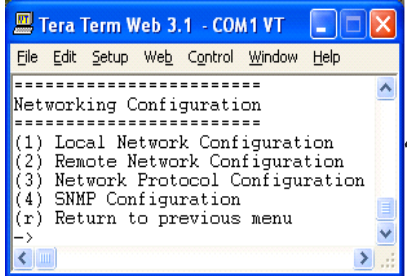 Tera Term Web 3.1 - COM1 VT
File Edit Setup Web Control Window Help
=========================
Networking Configuration
=========================
(1) Local Network Configuration
(2) Remote Network Configuration
(3) Network Protocol Configuration
(4) SNMP Configuration
(r) Return to previous menu
->